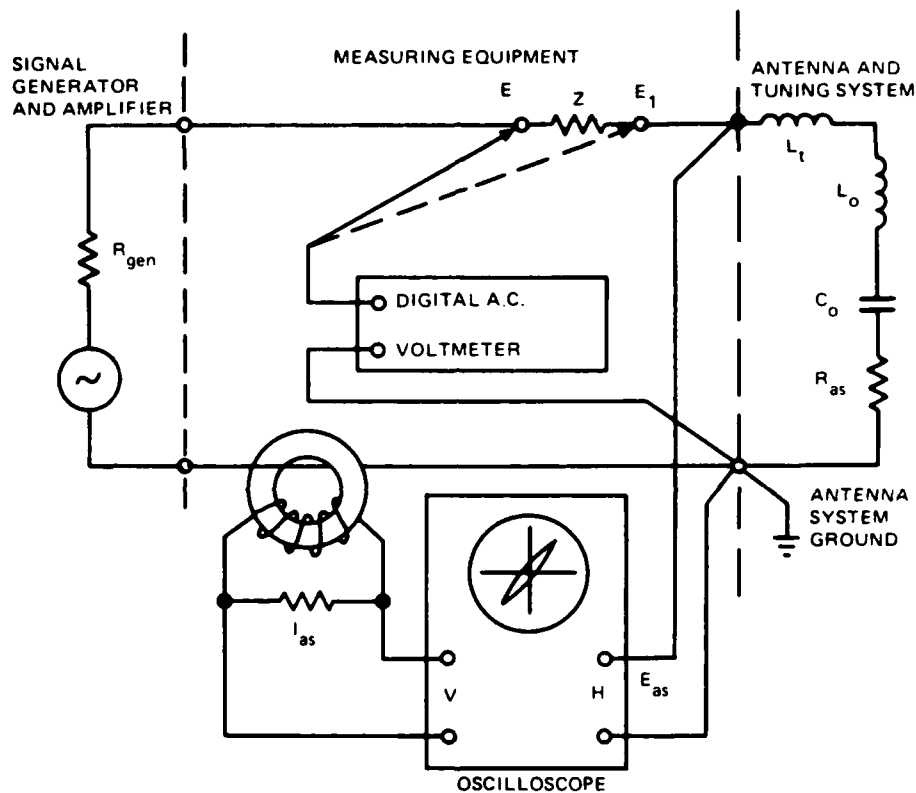 SIGNAL
GENERATOR
AND AMPLIFIER
MEASURING EQUIPMENT
ANTENNA AND
TUNING SYSTEM
E
Z
E1
Lt
Lo
Rgen
DIGITAL A.C.
VOLTMETER
Co
Ras
~
ANTENNA
SYSTEM
GROUND
Ias
V
H
Eas
OSCILLOSCOPE